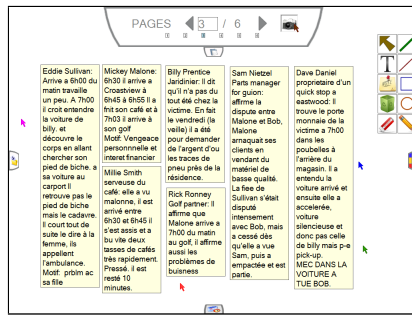 PAGES 3 / 6
Eddie Sullivan:
Arrive a 6h00 du
matin travaille
un peu. A 7h00
il croit entendre
la voiture de
billy. et
découvre le
corps en allant
chercher son
pied de biche. a
sa voiture au
carport Il
retrouve pas le
pied de biche
mais le cadavre.
Il court tout de
suite le dire à la
femme, ils
appellent
l'ambulance.
Motif: prblm ac
sa fille
Mickey Malone:
6h30 il arrive a
Croastview à
6h45 à 6h55 Il a
fnit son café et à
7h03 il arrive à
son golf
Motif: Vengeace
personnnelle et
interet financier
Millie Smith
serveuse du
café: elle a vu
malonne, il est
arrivé entre
6h30 et 6h45 il
s'est assis et a
bu vite deux
tasses de cafés
très rapidement.
Pressé. il est
resté 10
minutes.
Billy Prentice
Jardinier: Il dit
qu'il n'a pas du
tout été chez la
victime. En fait
le vendredi (la
veille) il a été
pour demander
de l'argent d'ou
les traces de
pneu près de la
résidence.
Rick Ronney
Golf partner: Il
affirme que
Malone arrive a
7h00 du matin
au golf, il affirme
aussi les
problèmes de
buisness
Sam Nietzel
Parts manager
for guion:
affirme la
dispute entre
Malone et Bob,
Malone
arnaquait ses
clients en
vendant du
matériel de
basse qualité.
La fiee de
Sullivan s'était
disputé
intensement
avec Bob, mais
a cessé dès
qu'elle a vue
Sam, puis a
empactée et est
partie.
Dave Daniel
proprietaire d'un
quick stop a
eastwood: Il
trouve le porte
monnaie de la
victime a 7h00
dans les
poubelles à
l'arrière du
magasin. Il a
entendu la
voiture arrivé et
ensuite elle a
accelerée,
voiture
silencieuse et
donc pas celle
de billy mais p-e
pick-up.
MEC DANS LA
VOITURE A
TUE BOB.
T